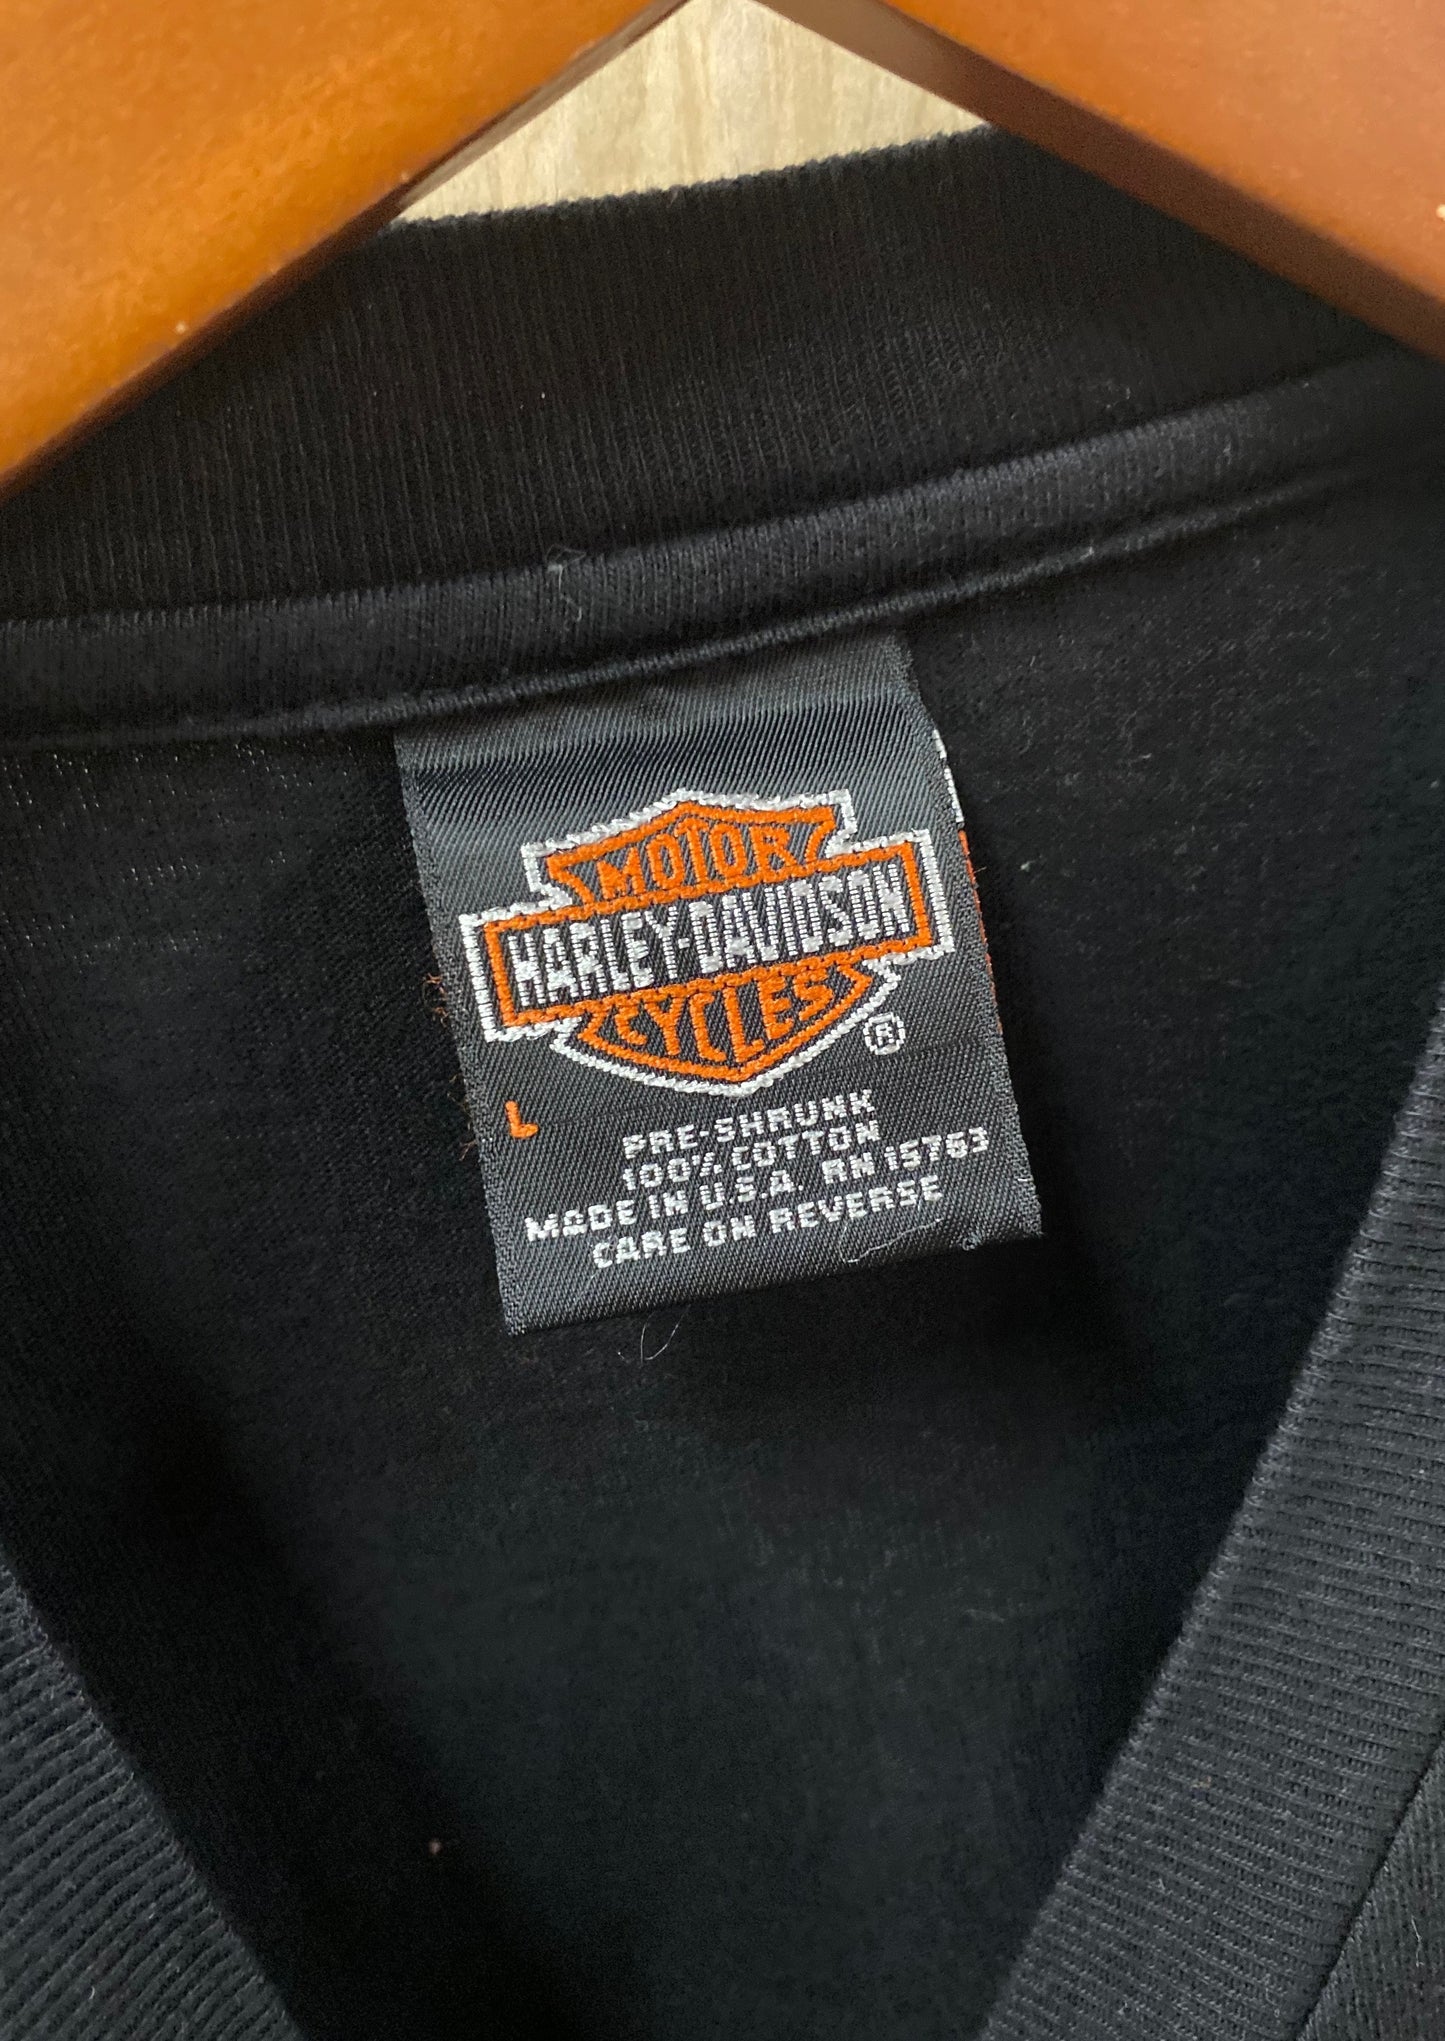 MOTOR
HARLEY-DAVIDSON
CYCLES
®
L
PRE-SHRUNK
100% COTTON
MADE IN U.S.A. RN 15763
CARE ON REVERSE